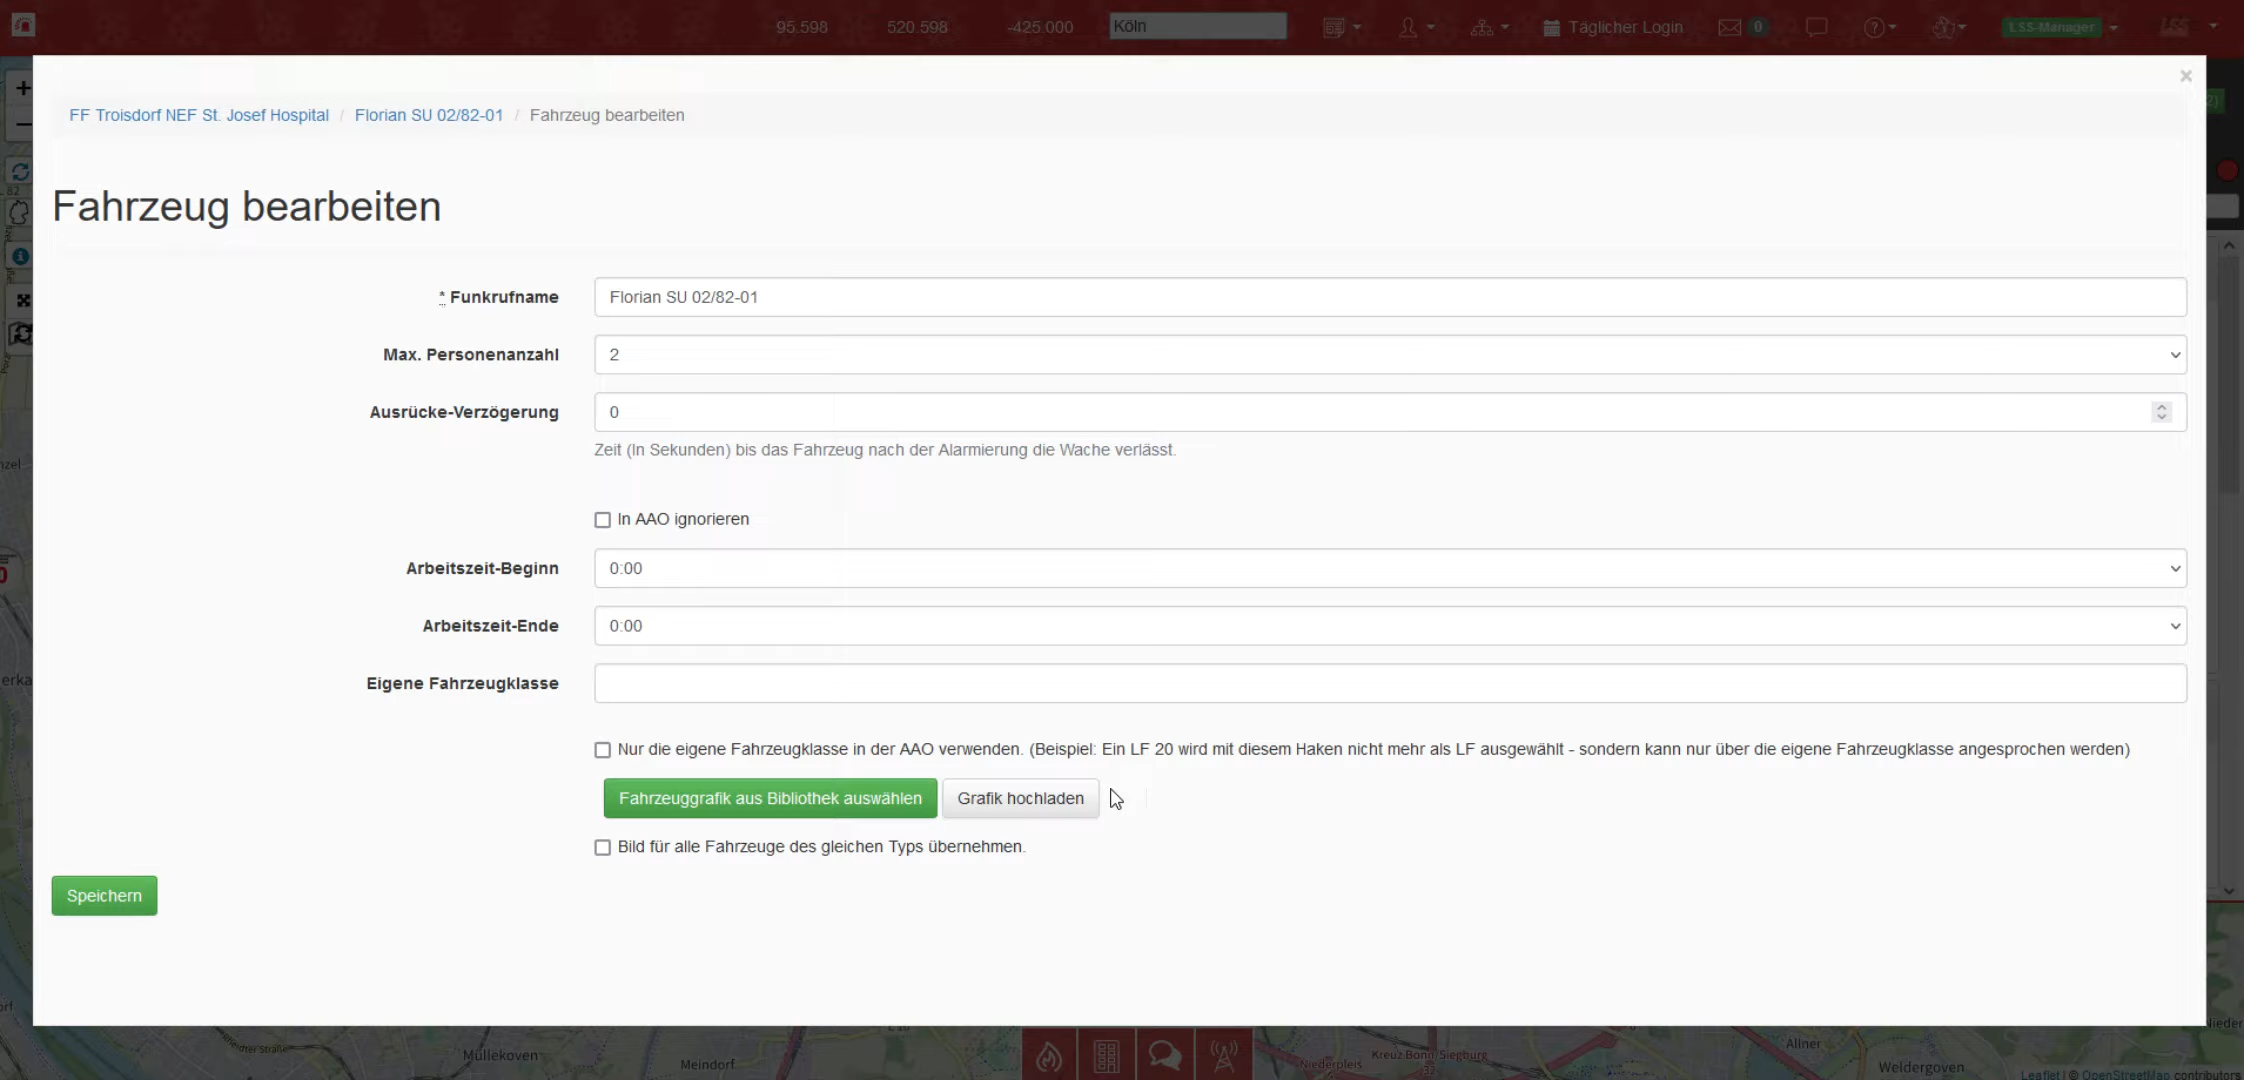 95.598 520.598 -425.000 Köln Täglicher Login 0 LSS-Manager LSS
×
FF Troisdorf NEF St. Josef Hospital / Florian SU 02/82-01 / Fahrzeug bearbeiten
Fahrzeug bearbeiten
* Funkrufname Florian SU 02/82-01
Max. Personenanzahl 2
Ausrücke-Verzögerung 0
Zeit (In Sekunden) bis das Fahrzeug nach der Alarmierung die Wache verlässt.
In AAO ignorieren
Arbeitszeit-Beginn 0:00
Arbeitszeit-Ende 0:00
Eigene Fahrzeugklasse
Nur die eigene Fahrzeugklasse in der AAO verwenden. (Beispiel: Ein LF 20 wird mit diesem Haken nicht mehr als LF ausgewählt - sondern kann nur über die eigene Fahrzeugklasse angesprochen werden)
Fahrzeuggrafik aus Bibliothek auswählen Grafik hochladen
Bild für alle Fahrzeuge des gleichen Typs übernehmen.
Speichern
Müllekoven
Meindorf
Niederpleis
Kreuz Bonn/Siegburg
Allner
Weldergoven
Leaflet | © OpenStreetMap contributors